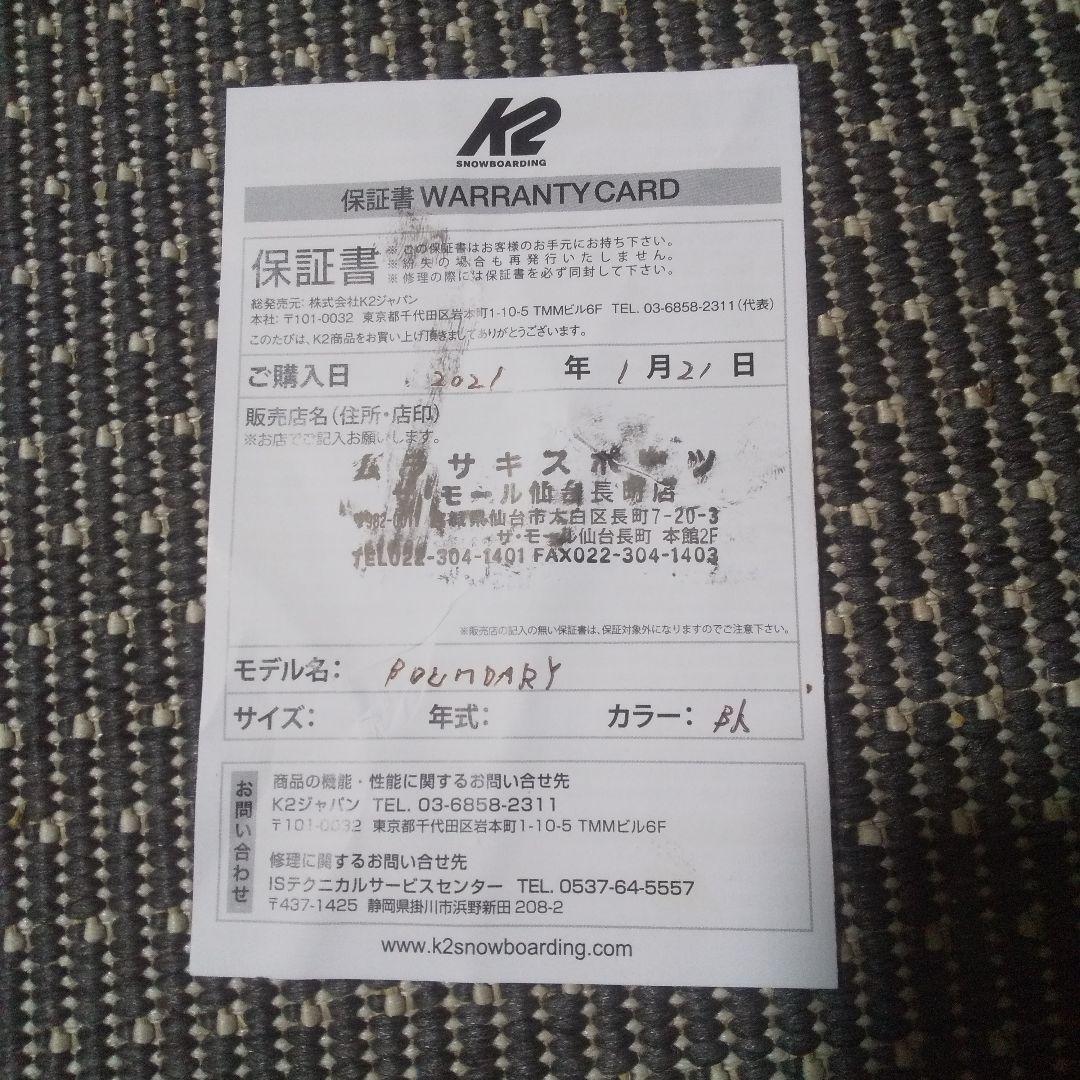 K2
SNOWBOARDING
保証書 WARRANTY CARD
保証書
※この保証書はお客様のお手元にお持ち下さい。
※紛失の場合も再発行いたしません。
※修理の際には保証書を必ず同封して下さい。
総発売元: 株式会社K2ジャパン
本社: 〒101-0032 東京都千代田区岩本町1-10-5 TMMビル6F TEL. 03-6858-2311(代表)
このたびは、K2商品をお買い上げ頂きましてありがとうございます。
ご購入日 2021 年 1 月 21 日
販売店名(住所・店印)
※お店でご記入お願いします。
ムラサキスポーツ
ザ・モール仙台長町店
仙台市太白区長町7-20-3
ザ・モール仙台長町 本館2F
TEL022-304-1401 FAX022-304-1403
※販売店の記入の無い保証書は、保証対象外になりますのでご注意下さい。
モデル名: BOUNDARY
サイズ: 年式: カラー: Bk
お問い合わせ
商品の機能・性能に関するお問い合せ先
K2ジャパン TEL. 03-6858-2311
〒101-0032 東京都千代田区岩本町1-10-5 TMMビル6F
修理に関するお問い合せ先
ISテクニカルサービスセンター TEL. 0537-64-5557
〒437-1425 静岡県掛川市浜野新田 208-2
www.k2snowboarding.com